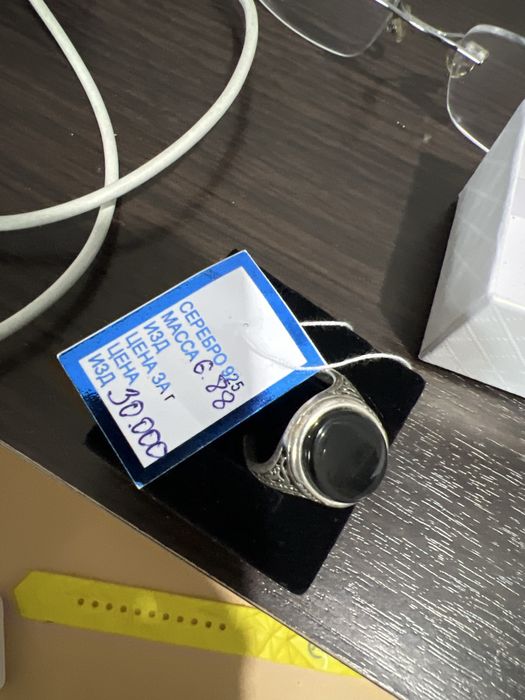 СЕРЕБРО 925
МАССА 6.88
ИЗД
ЦЕНА ЗА г
ЦЕНА
ИЗД 30.000